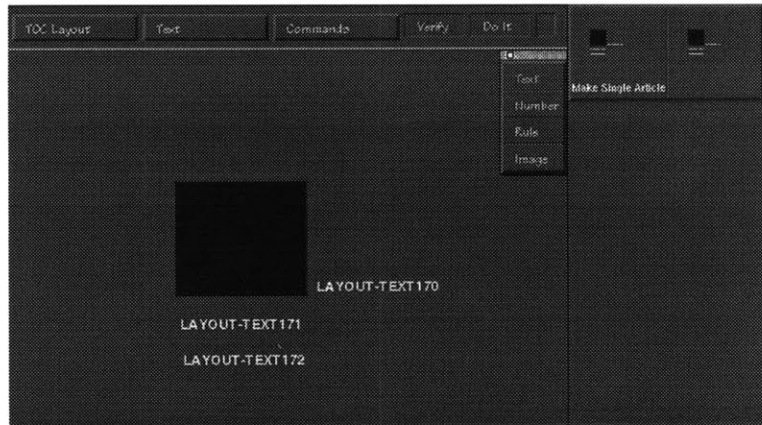 TOC Layout Text Commands Verify Do It
Text
Number
Rule
Image
Make Single Article
LAYOUT-TEXT170
LAYOUT-TEXT171
LAYOUT-TEXT172